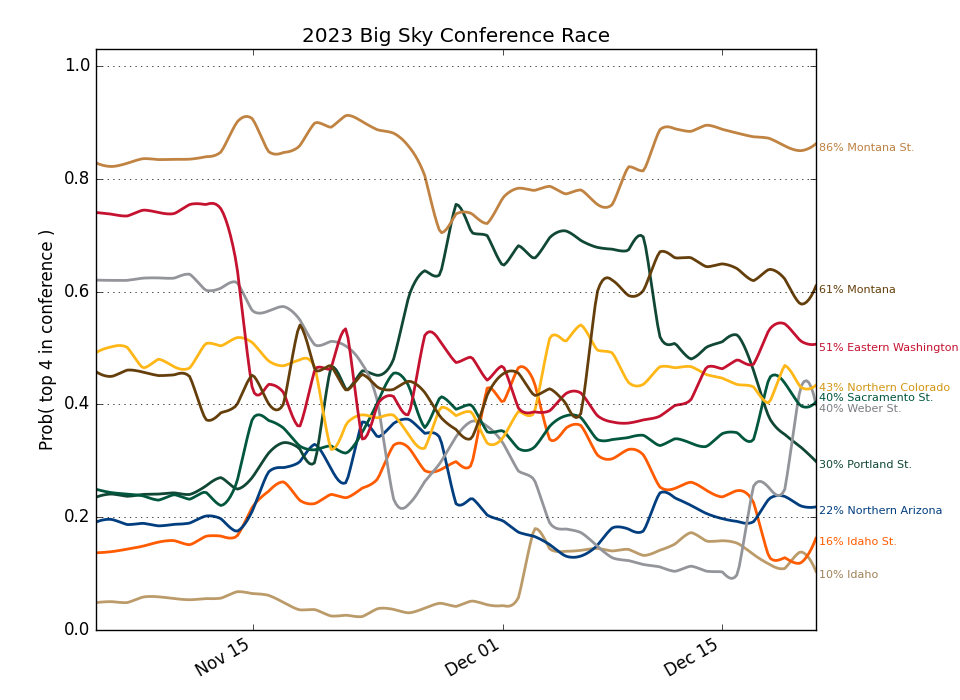 2023 Big Sky Conference Race
Prob( top 4 in conference )
1.0
0.8
0.6
0.4
0.2
0.0
Nov 15
Dec 01
Dec 15
86% Montana St.
61% Montana
51% Eastern Washington
43% Northern Colorado
40% Sacramento St.
40% Weber St.
30% Portland St.
22% Northern Arizona
16% Idaho St.
10% Idaho